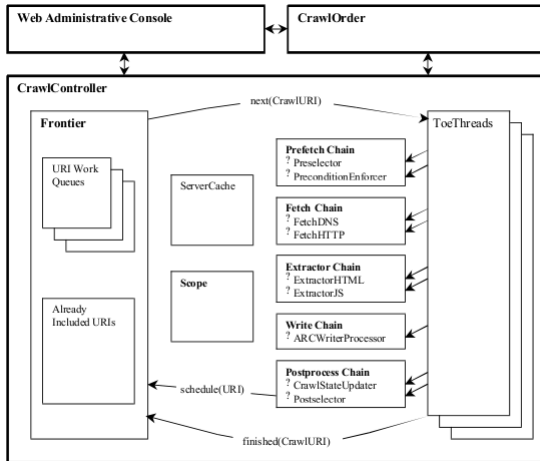 Web Administrative Console
CrawlOrder
CrawlController
next(CrawlURI)
Frontier
ToeThreads
URI Work
Queues
ServerCache
Prefetch Chain
? Preselector
? PreconditionEnforcer
Fetch Chain
? FetchDNS
? FetchHTTP
Scope
Extractor Chain
? ExtractorHTML
? ExtractorJS
Already
Included URIs
Write Chain
? ARCWriterProcessor
Postprocess Chain
? CrawlStateUpdater
? Postselector
schedule(URI)
finished(CrawlURI)